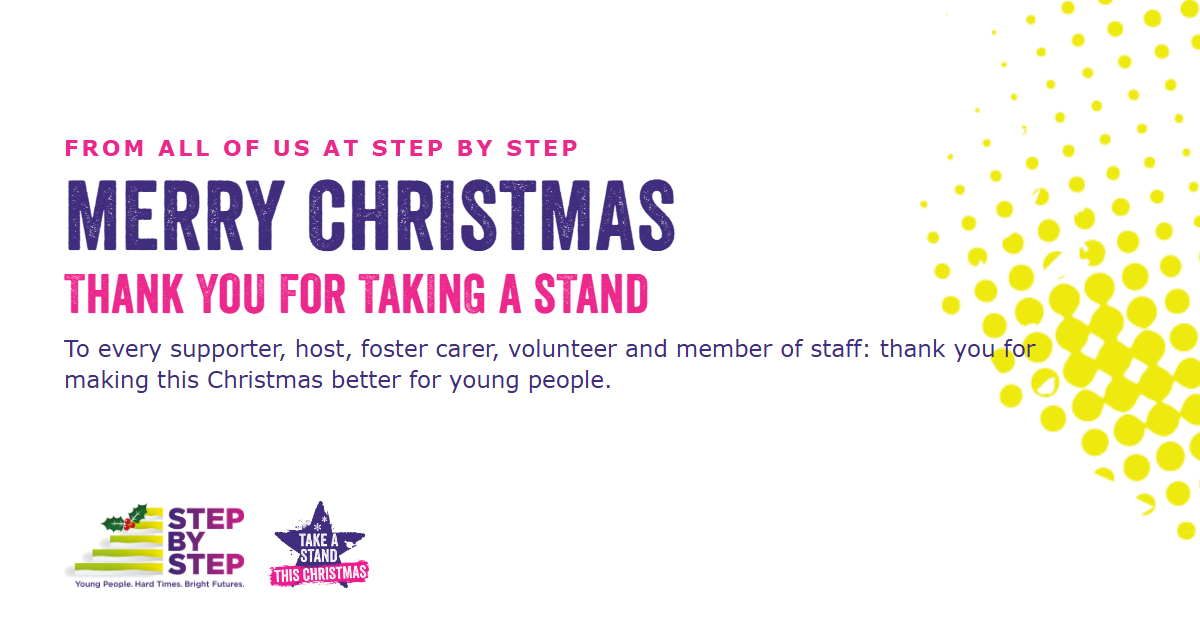 FROM ALL OF US AT STEP BY STEP
MERRY CHRISTMAS
THANK YOU FOR TAKING A STAND
To every supporter, host, foster carer, volunteer and member of staff: thank you for
making this Christmas better for young people.
STEP
BY
STEP
Young People. Hard Times. Bright Futures.
TAKE A
STAND
THIS CHRISTMAS